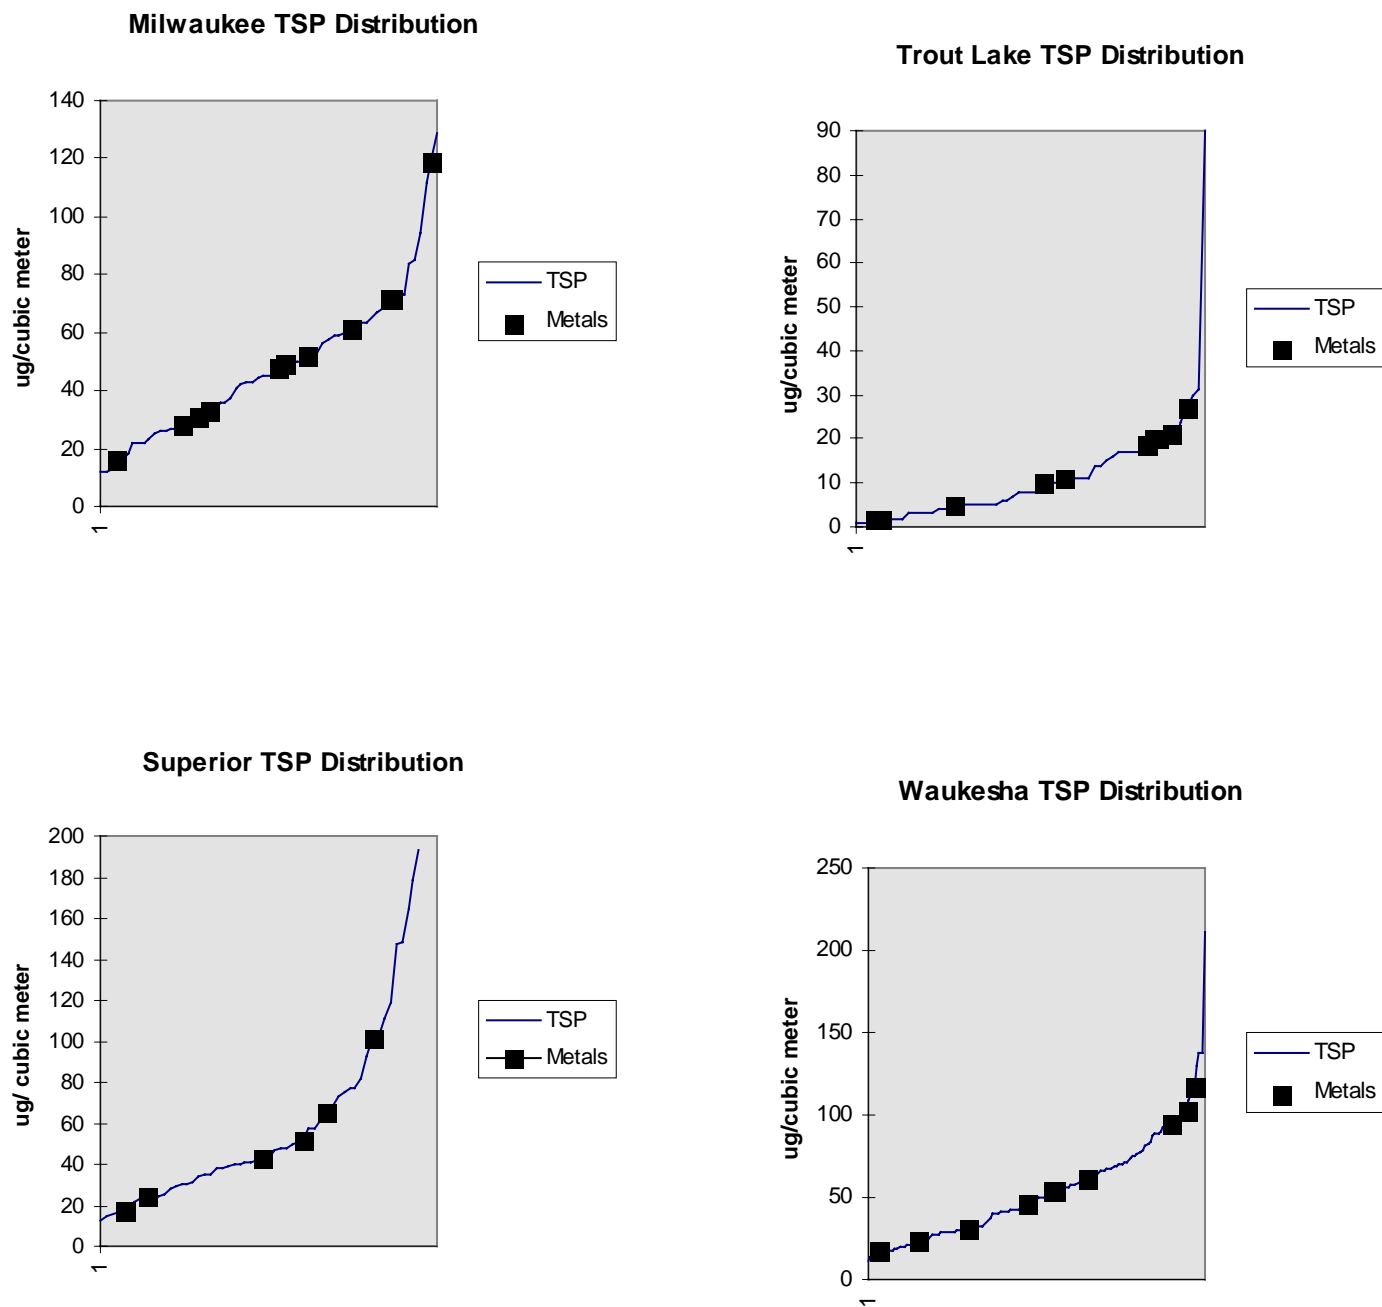 Milwaukee TSP Distribution
140
120
100
80
60
40
20
0
ug/cubic meter
1
TSP
Metals
Trout Lake TSP Distribution
90
80
70
60
50
40
30
20
10
0
ug/cubic meter
1
TSP
Metals
Superior TSP Distribution
200
180
160
140
120
100
80
60
40
20
0
ug/ cubic meter
1
TSP
Metals
Waukesha TSP Distribution
250
200
150
100
50
0
ug/cubic meter
1
TSP
Metals